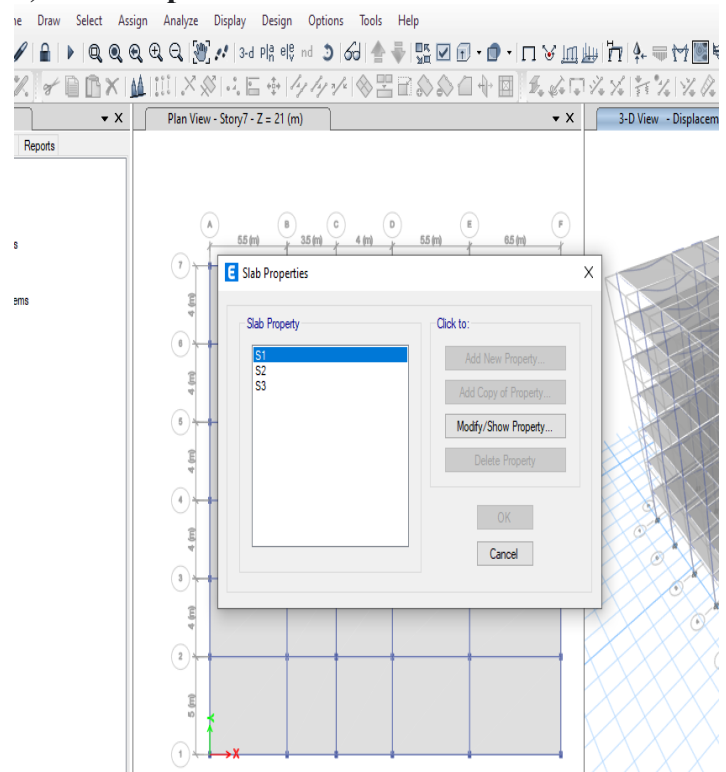 Draw Select Assign Analyze Display Design Options Tools Help
3-d nd
Plan View - Story7 - Z = 21 (m)
X
3-D View - Displacem
Reports
A B C D E F
5.5 (m) 3.5 (m) 4 (m) 5.5 (m) 6.5 (m)
7
4 (m)
6
4 (m)
5
4 (m)
4
4 (m)
3
4 (m)
2
5 (m)
1
X
E Slab Properties X
Slab Property
S1
S2
S3
Click to:
Add New Property...
Add Copy of Property...
Modify/Show Property...
Delete Property
OK
Cancel